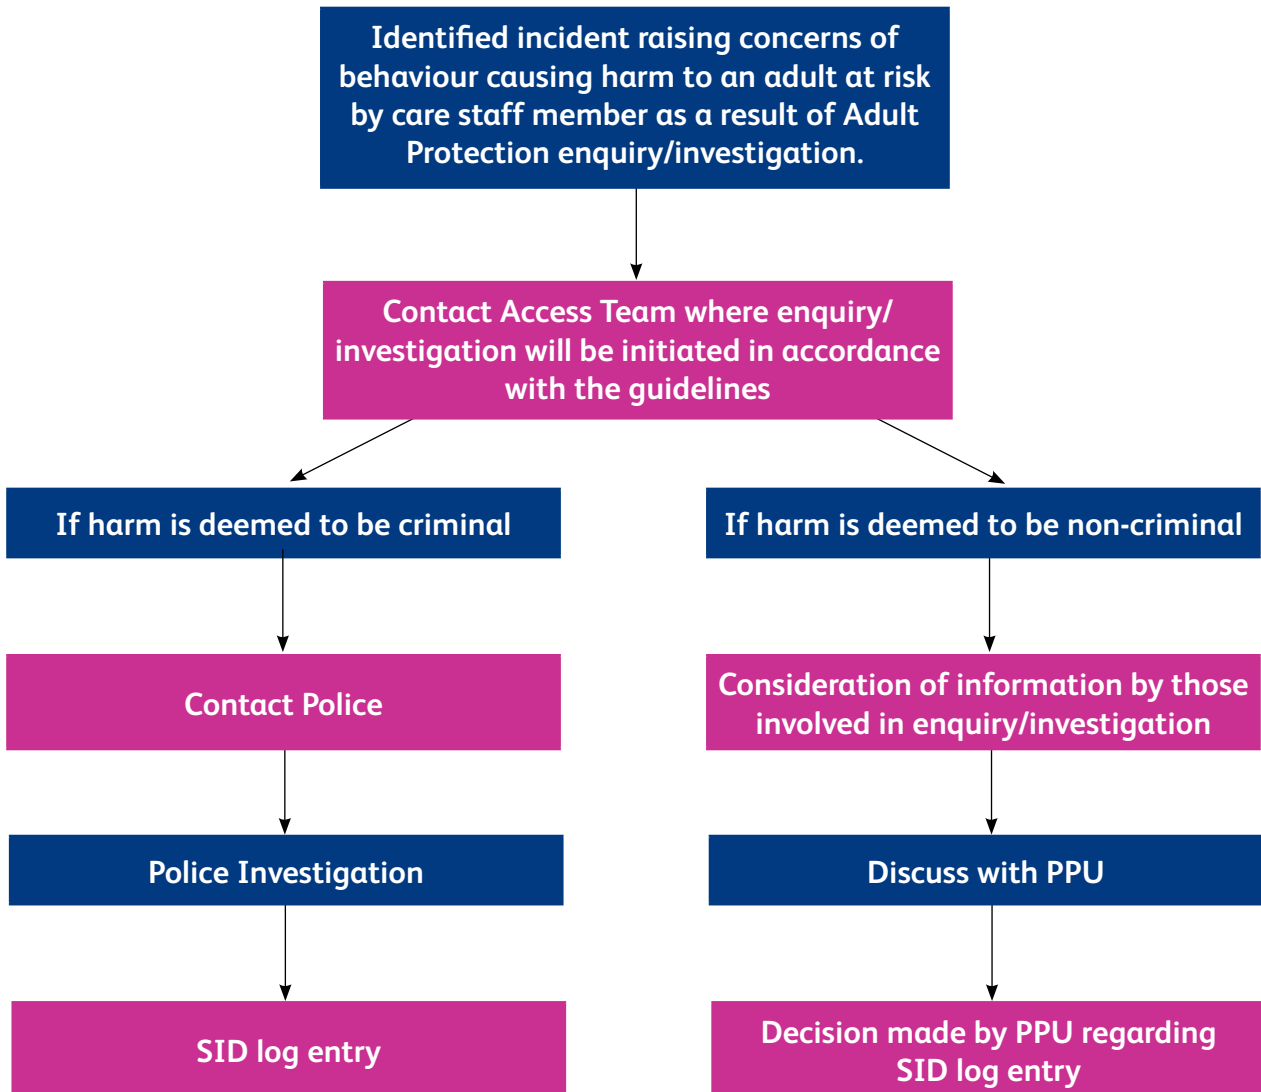 Identified incident raising concerns of
behaviour causing harm to an adult at risk
by care staff member as a result of Adult
Protection enquiry/investigation.
Contact Access Team where enquiry/
investigation will be initiated in accordance
with the guidelines
If harm is deemed to be criminal
If harm is deemed to be non-criminal
Contact Police
Consideration of information by those
involved in enquiry/investigation
Police Investigation
Discuss with PPU
SID log entry
Decision made by PPU regarding
SID log entry